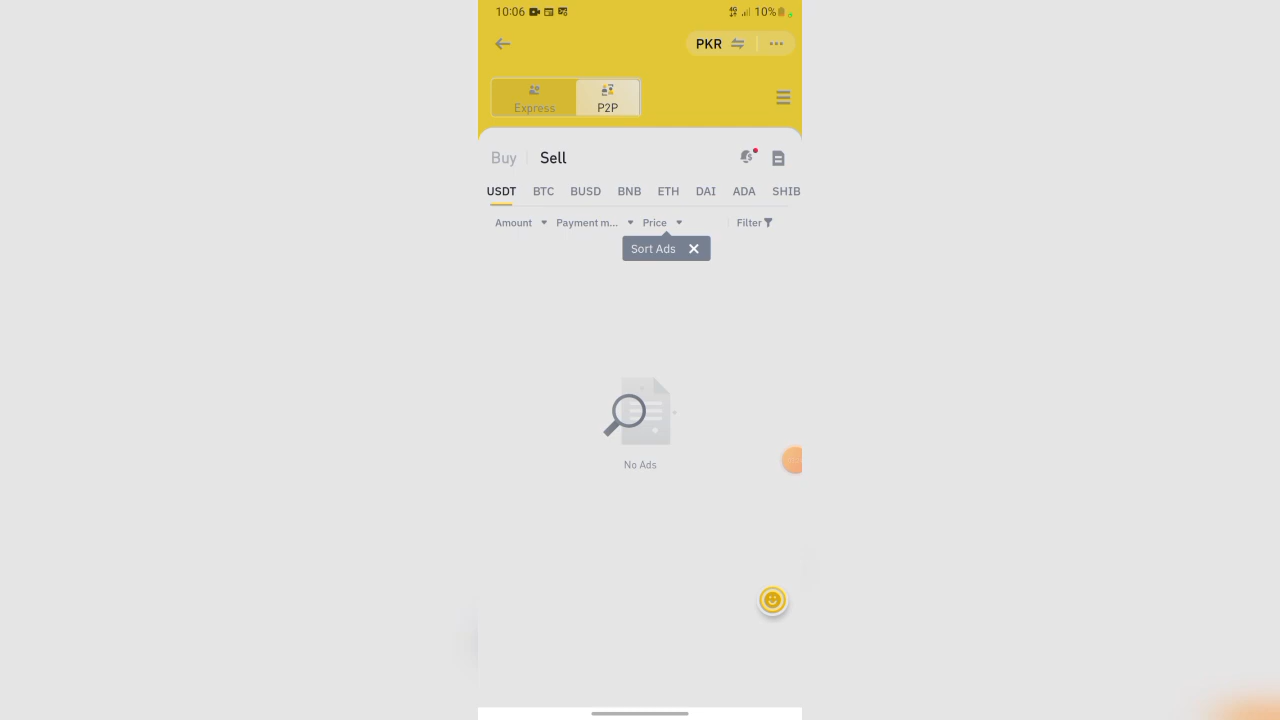 10:06 4G 10%
PKR
Express P2P
Buy Sell
USDT BTC BUSD BNB ETH DAI ADA SHIB
Amount Payment m... Price Filter
Sort Ads
No Ads